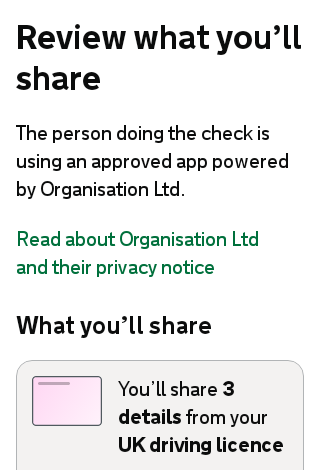 Review what you’ll
share
The person doing the check is
using an approved app powered
by Organisation Ltd.
Read about Organisation Ltd
and their privacy notice
What you’ll share
You’ll share 3
details from your
UK driving licence